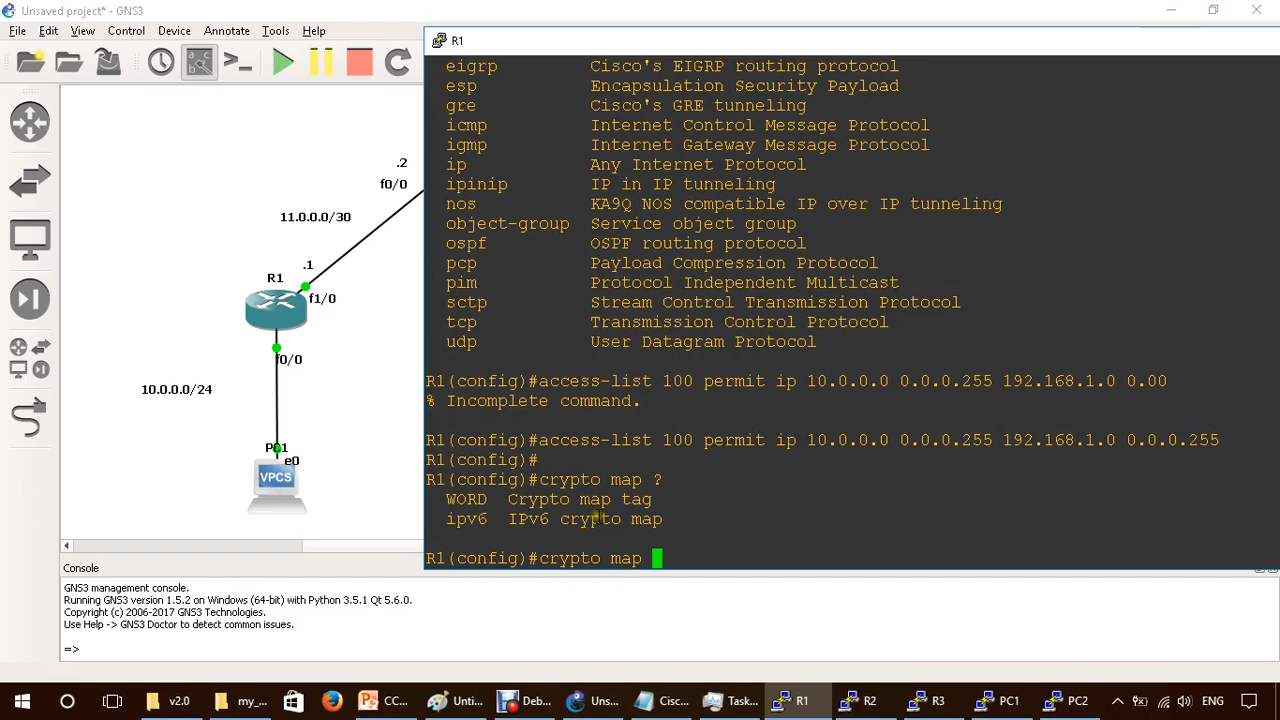 Unsaved project* - GNS3
File Edit View Control Device Annotate Tools Help
R1
eigrp Cisco's EIGRP routing protocol
esp Encapsulation Security Payload
gre Cisco's GRE tunneling
icmp Internet Control Message Protocol
igmp Internet Gateway Message Protocol
ip Any Internet Protocol
ipinip IP in IP tunneling
nos KA9Q NOS compatible IP over IP tunneling
object-group Service object group
ospf OSPF routing protocol
pcp Payload Compression Protocol
pim Protocol Independent Multicast
sctp Stream Control Transmission Protocol
tcp Transmission Control Protocol
udp User Datagram Protocol
R1(config)#access-list 100 permit ip 10.0.0.0 0.0.0.255 192.168.1.0 0.00
% Incomplete command.
R1(config)#access-list 100 permit ip 10.0.0.0 0.0.0.255 192.168.1.0 0.0.0.255
R1(config)#
R1(config)#crypto map ?
WORD Crypto map tag
ipv6 IPv6 crypto map
R1(config)#crypto map
.2
f0/0
11.0.0.0/30
.1
R1
f1/0
f0/0
10.0.0.0/24
PC1
e0
VPCS
Console
GNS3 management console.
Running GNS3 version 1.5.2 on Windows (64-bit) with Python 3.5.1 Qt 5.6.0.
Copyright (c) 2006-2017 GNS3 Technologies.
Use Help -> GNS3 Doctor to detect common issues.
=>
v2.0 my_... CC... Unti... Deb... Uns... Cisc... Task... R1 R2 R3 PC1 PC2 ENG